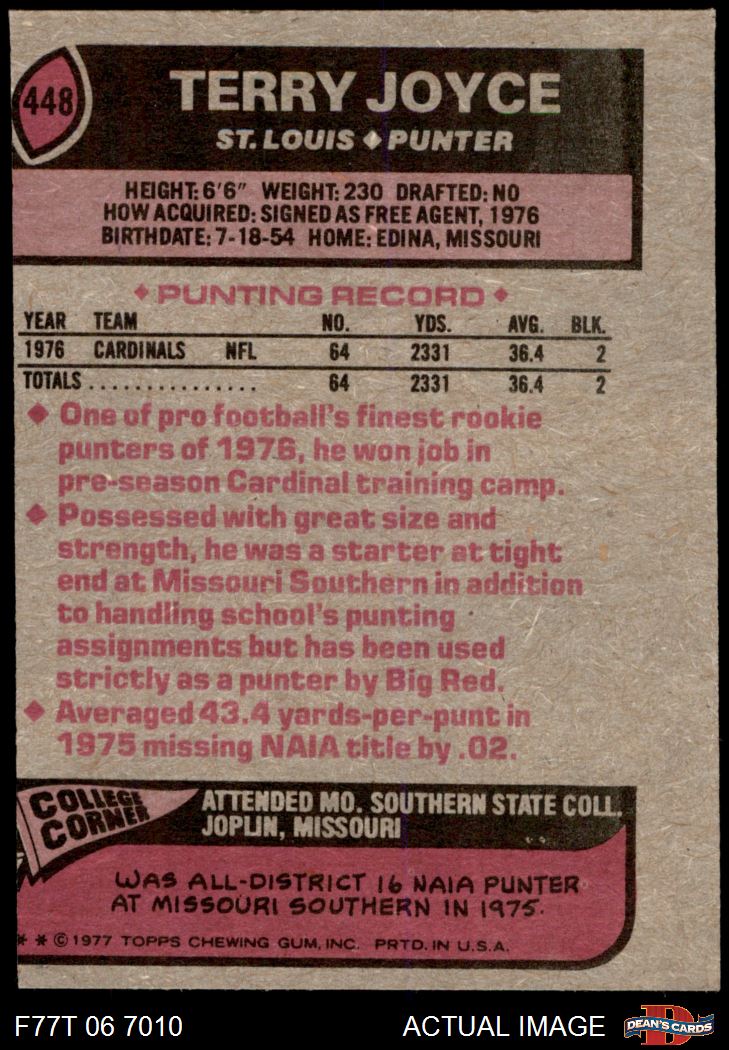 448
TERRY JOYCE
ST. LOUIS ♦ PUNTER
HEIGHT: 6'6" WEIGHT: 230 DRAFTED: NO
HOW ACQUIRED: SIGNED AS FREE AGENT, 1976
BIRTHDATE: 7-18-54 HOME: EDINA, MISSOURI
♦ PUNTING RECORD ♦
YEAR TEAM NO. YDS. AVG. BLK.
1976 CARDINALS NFL 64 2331 36.4 2
TOTALS............... 64 2331 36.4 2
♦ One of pro football's finest rookie
punters of 1976, he won job in
pre-season Cardinal training camp.
♦ Possessed with great size and
strength, he was a starter at tight
end at Missouri Southern in addition
to handling school's punting
assignments but has been used
strictly as a punter by Big Red.
♦ Averaged 43.4 yards-per-punt in
1975 missing NAIA title by .02.
COLLEGE
CORNER
ATTENDED MO. SOUTHERN STATE COLL.
JOPLIN, MISSOURI
WAS ALL-DISTRICT 16 NAIA PUNTER
AT MISSOURI SOUTHERN IN 1975.
* * © 1977 TOPPS CHEWING GUM, INC. PRTD. IN U.S.A.
F77T 06 7010
ACTUAL IMAGE
DEAN'S CARDS